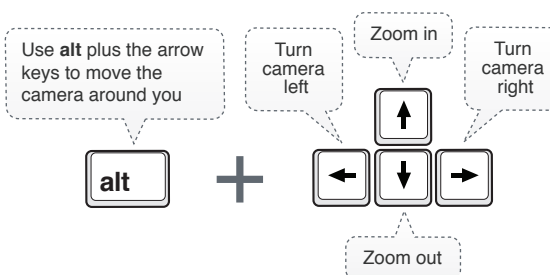 Use alt plus the arrow
keys to move the
camera around you
Turn
camera
left
Zoom in
Turn
camera
right
alt
Zoom out